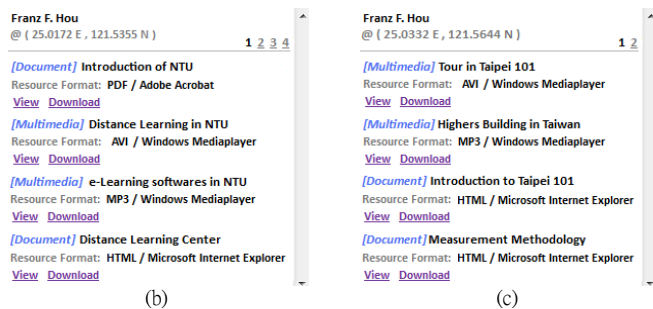 Franz F. Hou
@ ( 25.0172 E , 121.5355 N )
1 2 3 4
[Document] Introduction of NTU
Resource Format: PDF / Adobe Acrobat
View Download
[Multimedia] Distance Learning in NTU
Resource Format: AVI / Windows Mediaplayer
View Download
[Multimedia] e-Learning softwares in NTU
Resource Format: MP3 / Windows Mediaplayer
View Download
[Document] Distance Learning Center
Resource Format: HTML / Microsoft Internet Explorer
View Download
(b)
Franz F. Hou
@ ( 25.0332 E , 121.5644 N )
1 2
[Multimedia] Tour in Taipei 101
Resource Format: AVI / Windows Mediaplayer
View Download
[Multimedia] Highers Building in Taiwan
Resource Format: MP3 / Windows Mediaplayer
View Download
[Document] Introduction to Taipei 101
Resource Format: HTML / Microsoft Internet Explorer
View Download
[Document] Measurement Methodology
Resource Format: HTML / Microsoft Internet Explorer
View Download
(c)